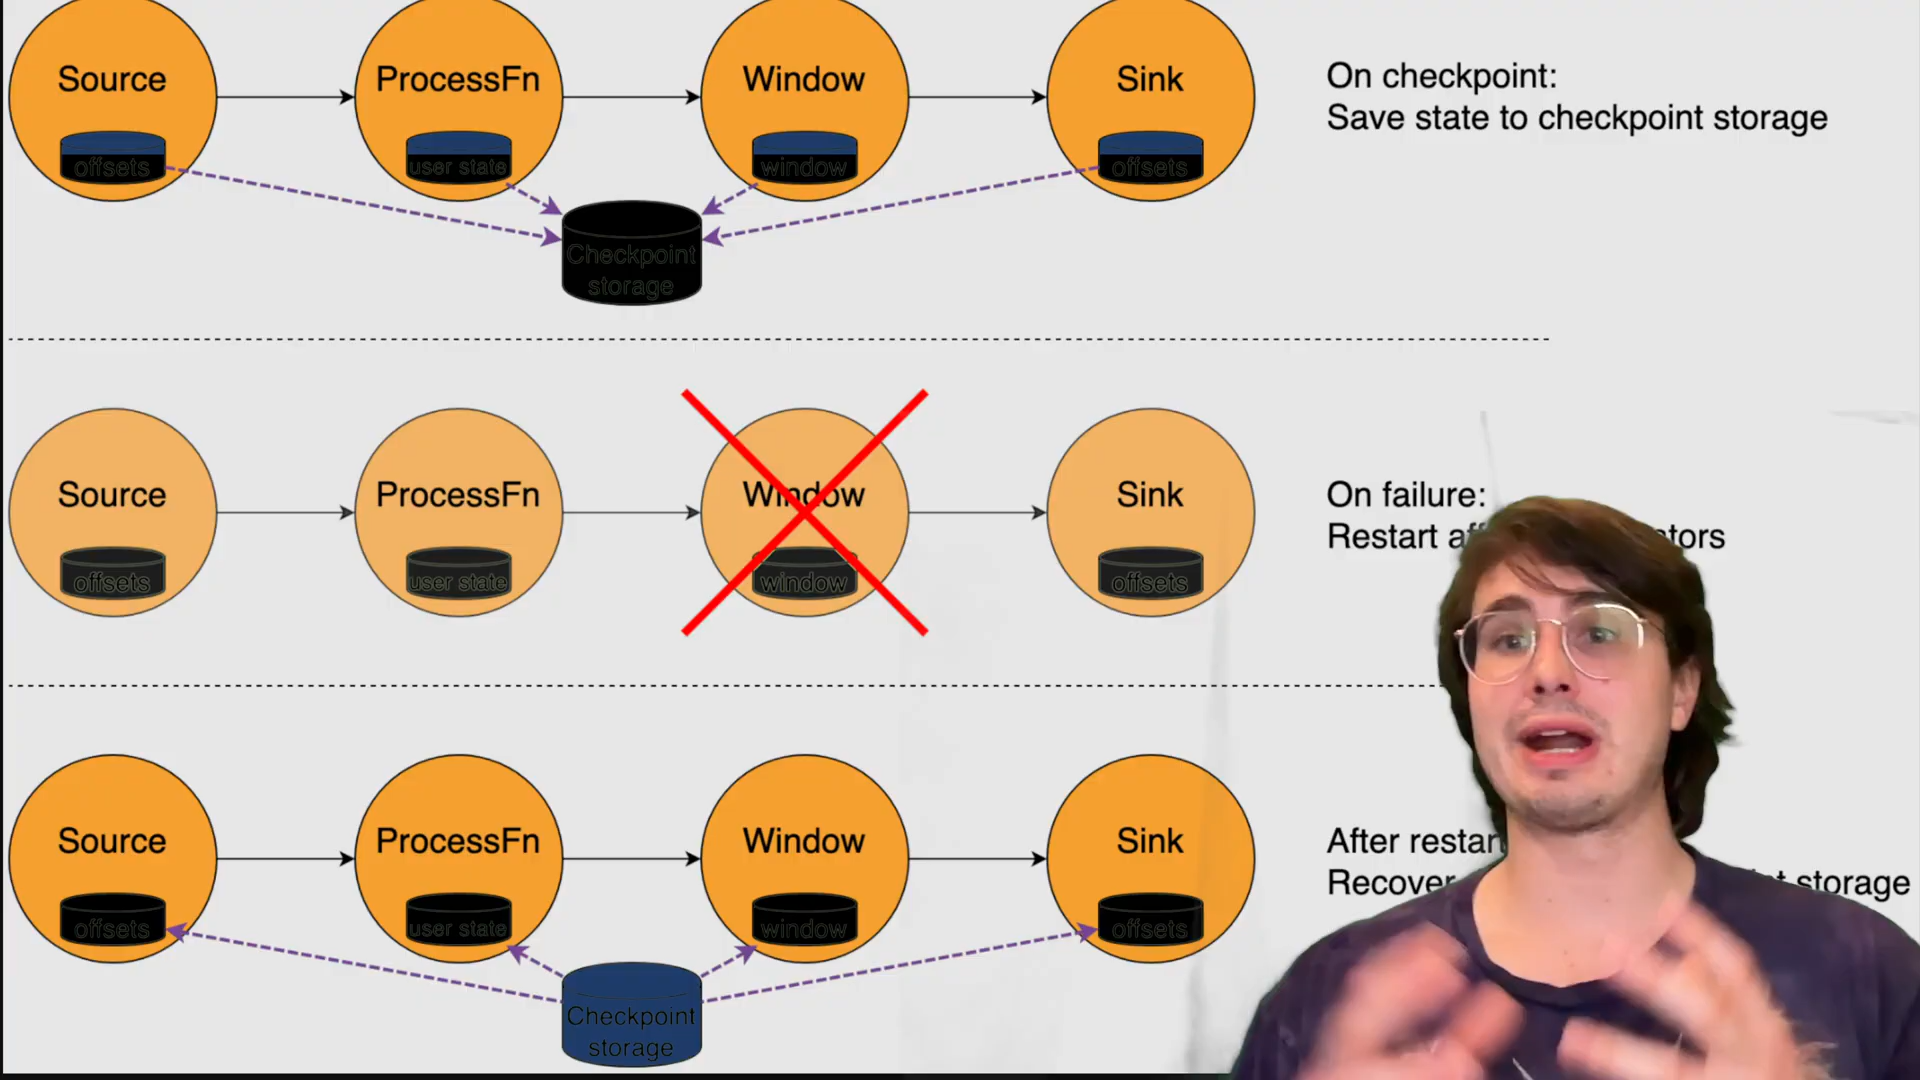 Source
ProcessFn
Window
Sink
offsets
user state
window
offsets
Checkpoint
storage
On checkpoint:
Save state to checkpoint storage
Source
ProcessFn
Window
Sink
offsets
user state
window
offsets
On failure:
Restart
Source
ProcessFn
Window
Sink
offsets
user state
window
offsets
Checkpoint
storage
After
Recover storage